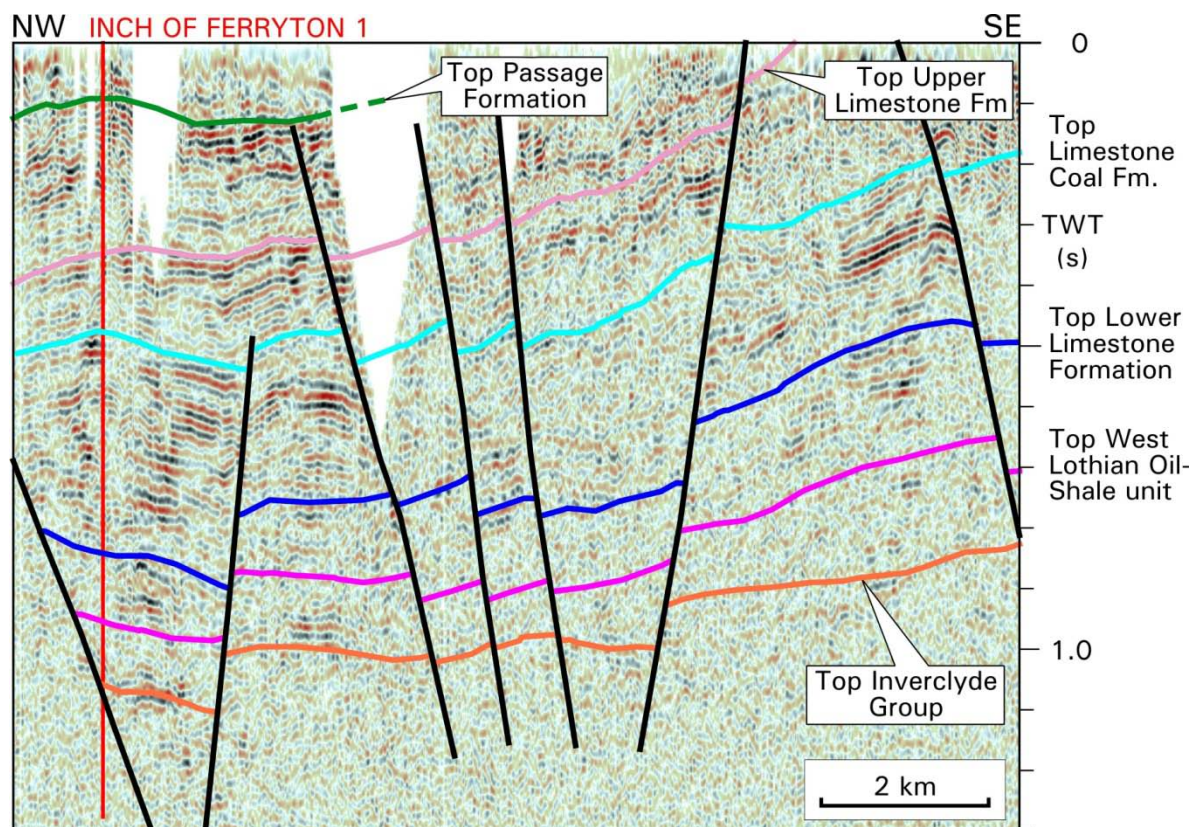 NW INCH OF FERRYTON 1 SE
0
Top Passage
Formation
Top Upper
Limestone Fm
Top
Limestone
Coal Fm.
TWT
(s)
Top Lower
Limestone
Formation
Top West
Lothian Oil-
Shale unit
1.0
Top Inverclyde
Group
2 km